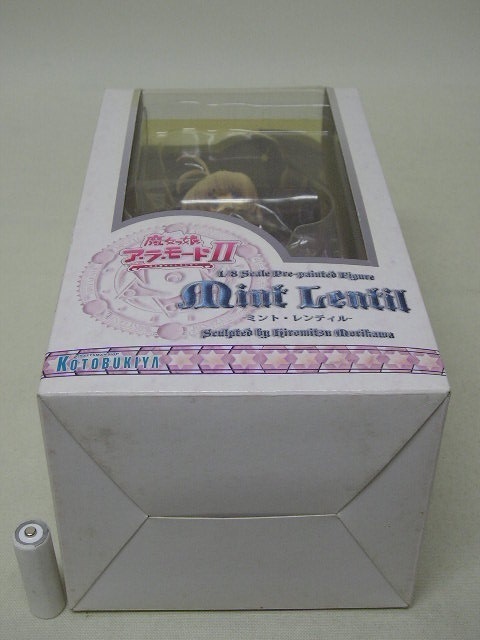 魔女っ娘
ア・ラ・モードII
1/8 Scale Pre-painted Figure
Mint Lentil
-ミント・レンティル-
Sculpted by Hiromitsu Morikawa
KOTOBUKIYA